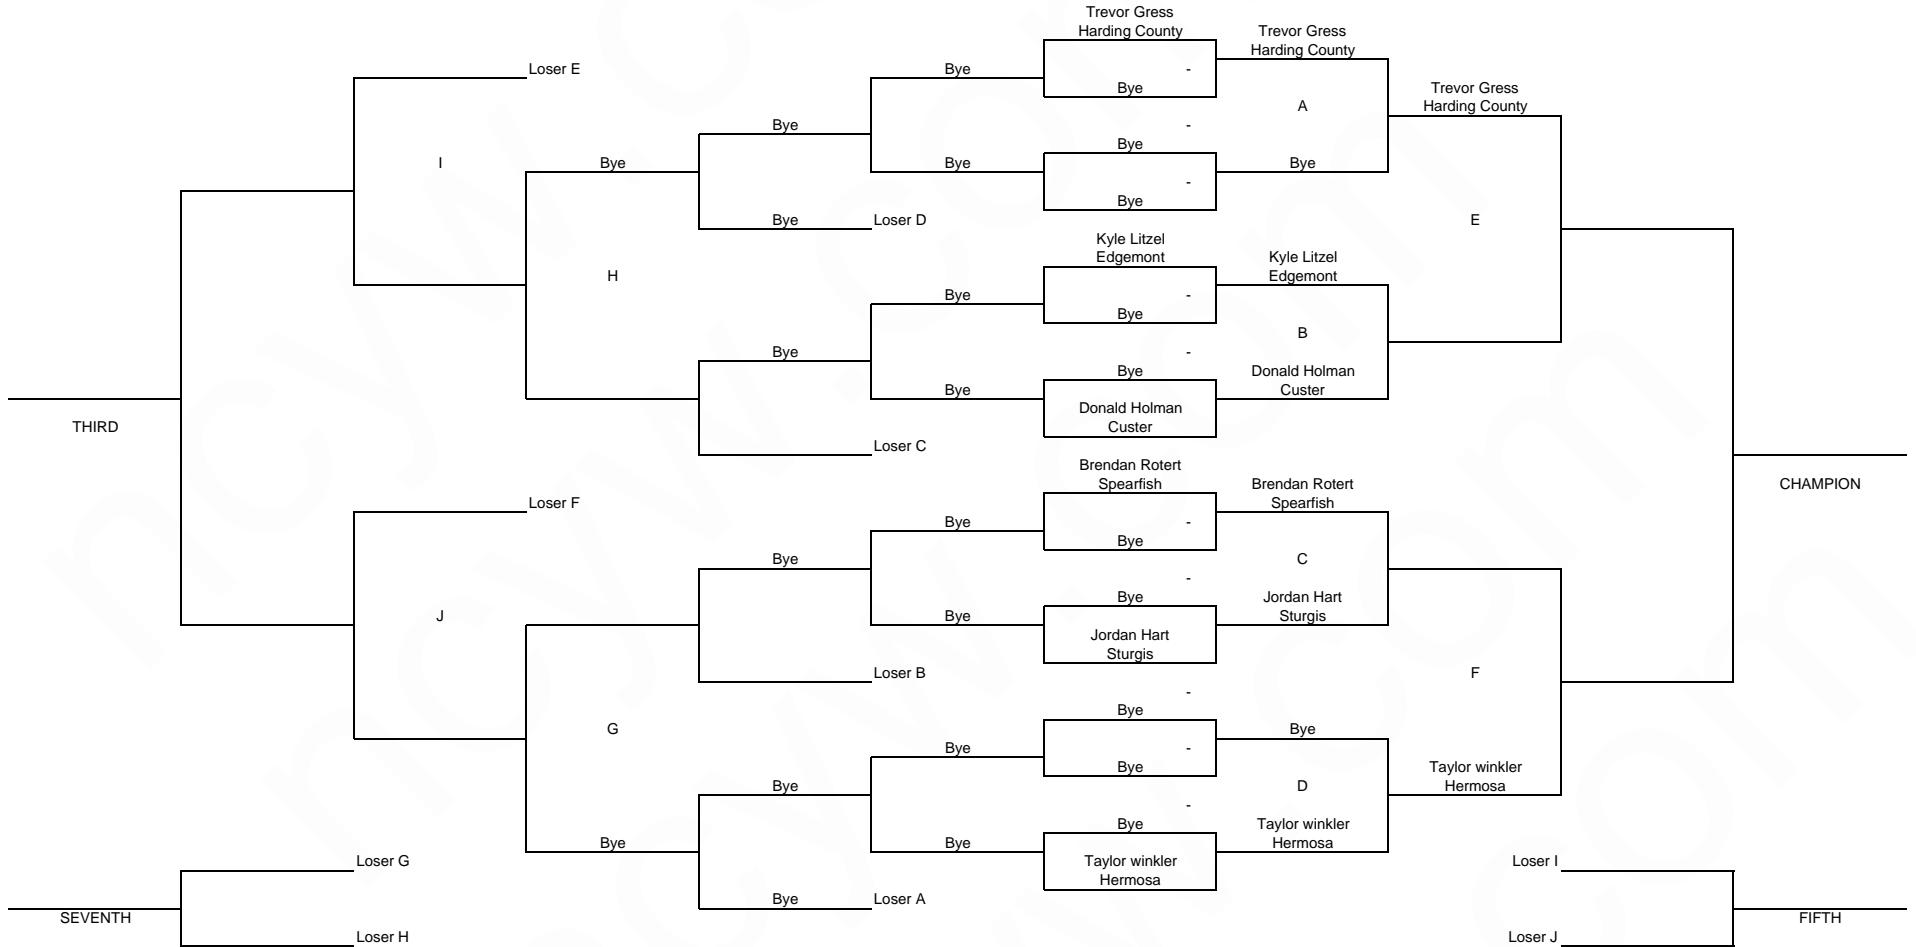 Trevor Gress
Harding County
Trevor Gress
Harding County
Loser E
Bye
-
Bye
Trevor Gress
Harding County
A
Bye
-
Bye
I
Bye
Bye
Bye
-
Bye
Bye
Loser D
E
Kyle Litzel
Edgemont
Kyle Litzel
Edgemont
H
Bye
-
Bye
B
Bye
-
Bye
Donald Holman
Custer
Bye
Donald Holman
Custer
THIRD
Loser C
Brendan Rotert
Spearfish
Brendan Rotert
Spearfish
CHAMPION
Loser F
Bye
-
Bye
Bye
C
-
Bye
Jordan Hart
Sturgis
J
Bye
Jordan Hart
Sturgis
Loser B
F
-
Bye
G
Bye
Bye
-
Bye
Taylor winkler
Hermosa
Bye
D
-
Bye
Taylor winkler
Hermosa
Bye
Bye
Taylor winkler
Hermosa
Loser G
Loser I
Bye
Loser A
SEVENTH
FIFTH
Loser H
Loser J